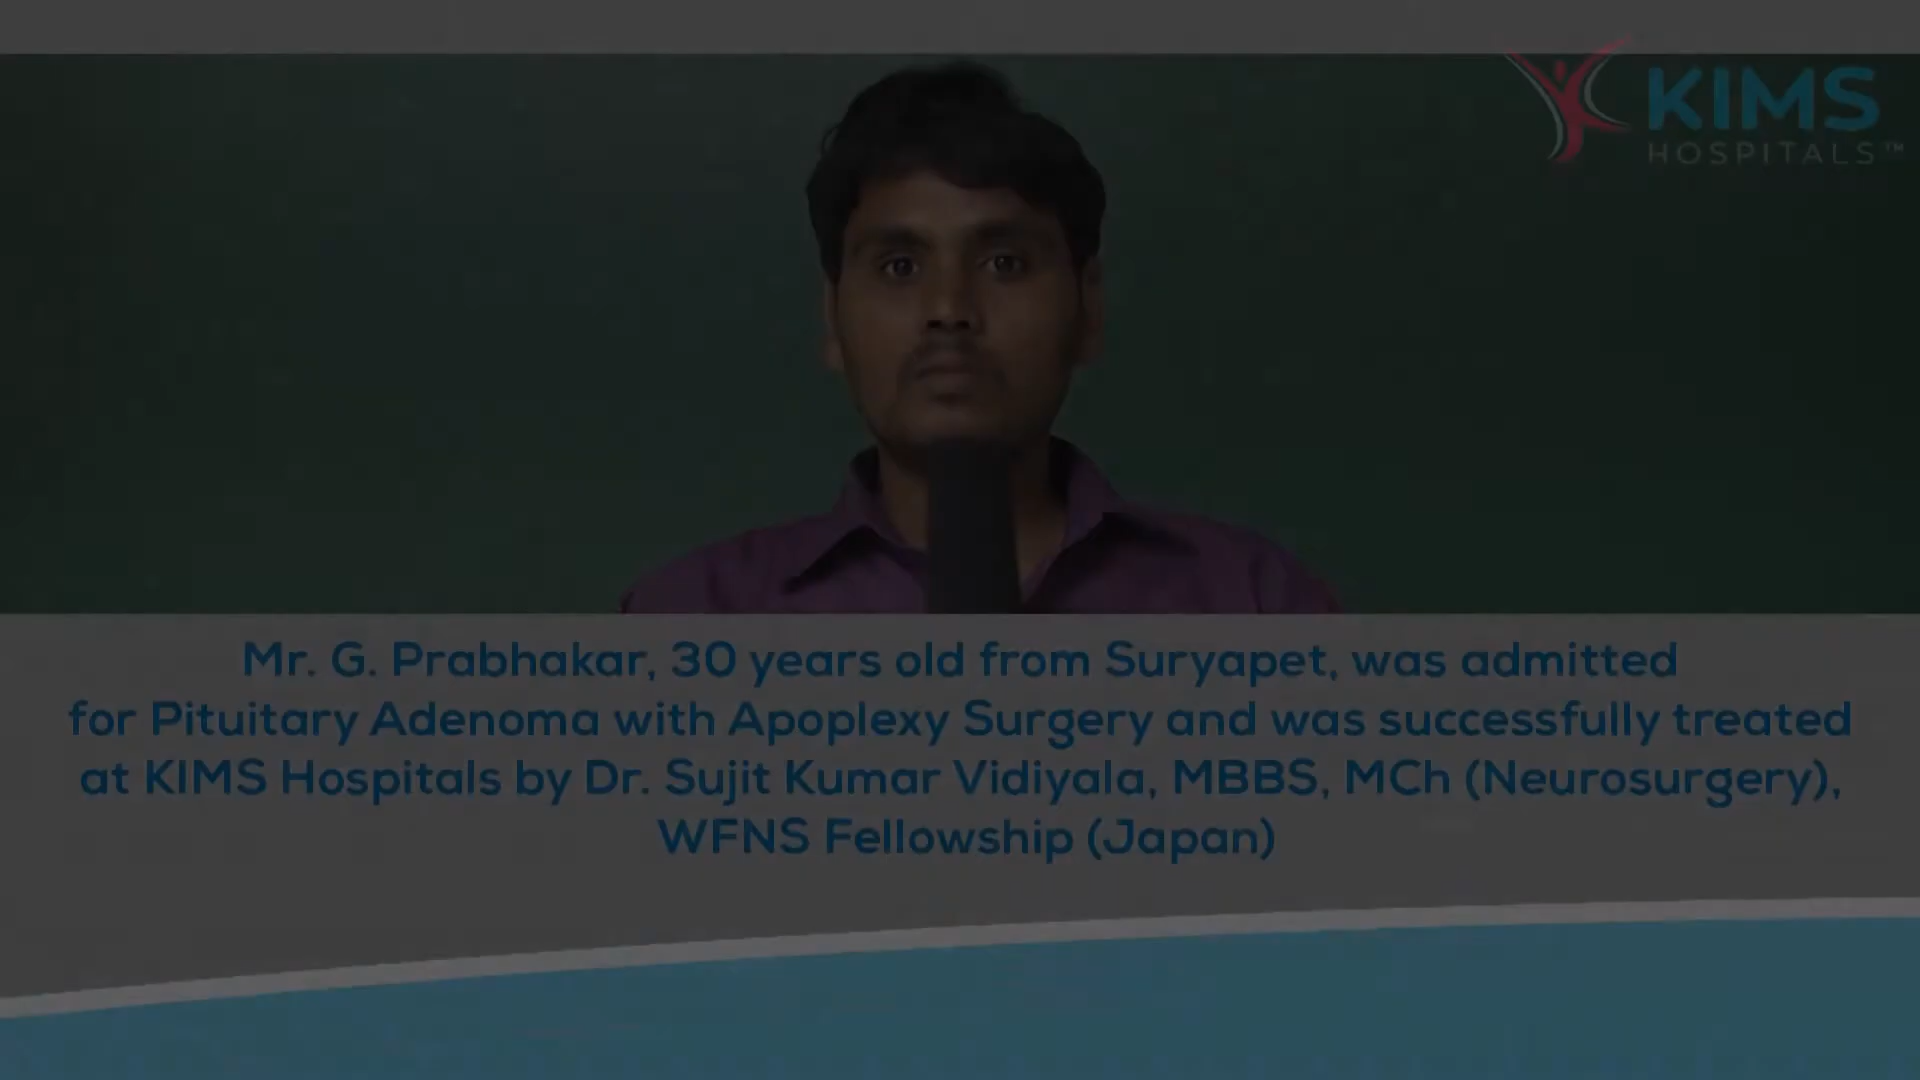 KIMS
HOSPITALS™
Mr. G. Prabhakar, 30 years old from Suryapet, was admitted
for Pituitary Adenoma with Apoplexy Surgery and was successfully treated
at KIMS Hospitals by Dr. Sujit Kumar Vidiyala, MBBS, MCh (Neurosurgery),
WFNS Fellowship (Japan)